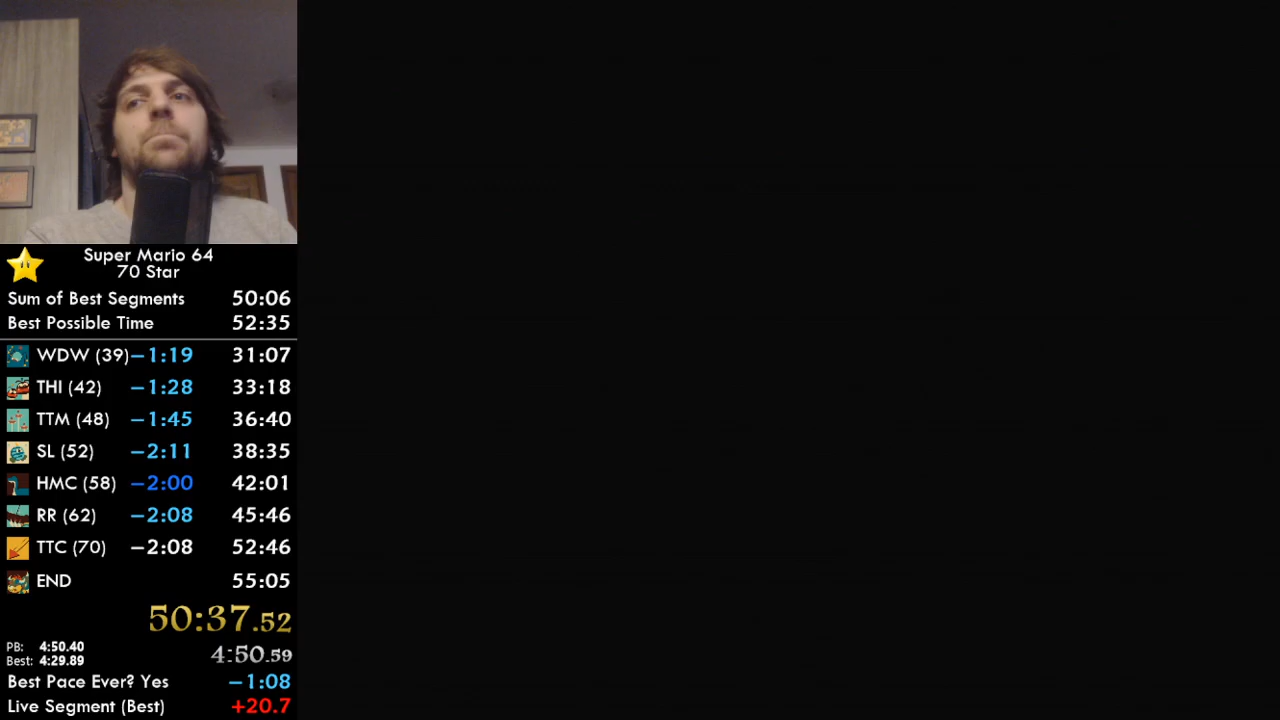 Super Mario 64
70 Star
Sum of Best Segments 50:06
Best Possible Time 52:35
WDW (39) −1:19 31:07
THI (42) −1:28 33:18
TTM (48) −1:45 36:40
SL (52) −2:11 38:35
HMC (58) −2:00 42:01
RR (62) −2:08 45:46
TTC (70) −2:08 52:46
END 55:05
50:37.52
PB: 4:50.40
Best: 4:29.89
4:50.59
Best Pace Ever? Yes −1:08
Live Segment (Best) +20.7